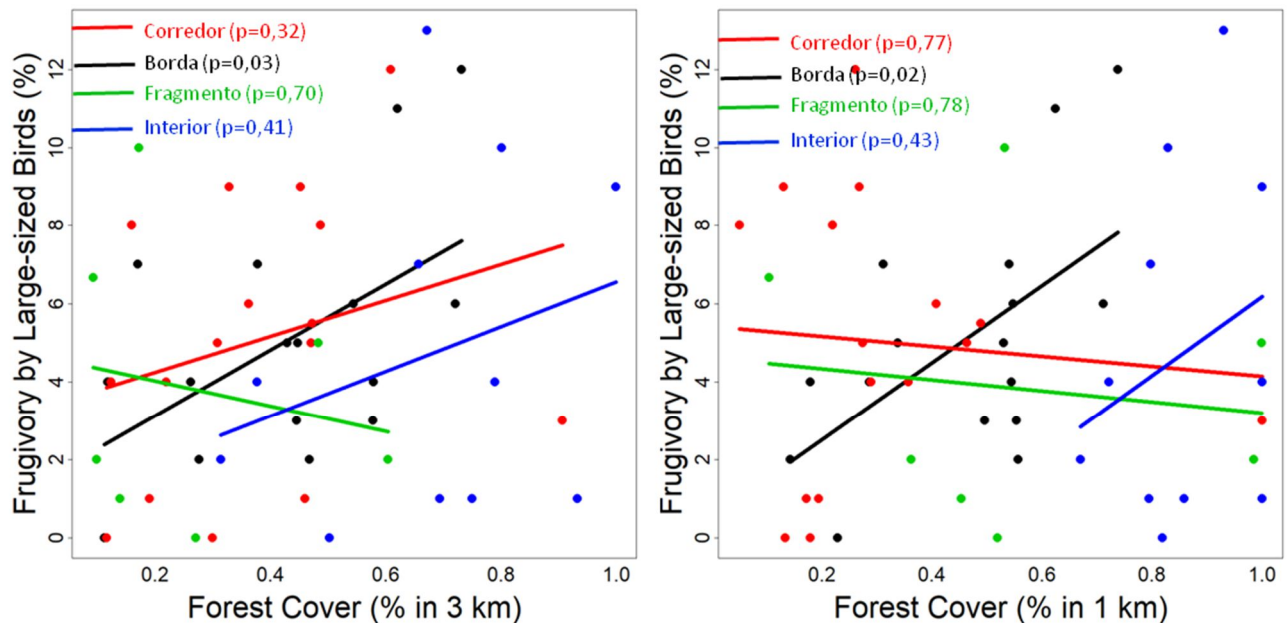 Corredor (p=0,32)
Borda (p=0,03)
Fragmento (p=0,70)
Interior (p=0,41)
Frugivory by Large-sized Birds (%)
0
2
4
6
8
10
12
0.2
0.4
0.6
0.8
1.0
Forest Cover (% in 3 km)
Corredor (p=0,77)
Borda (p=0,02)
Fragmento (p=0,78)
Interior (p=0,43)
Frugivory by Large-sized Birds (%)
0
2
4
6
8
10
12
0.2
0.4
0.6
0.8
1.0
Forest Cover (% in 1 km)